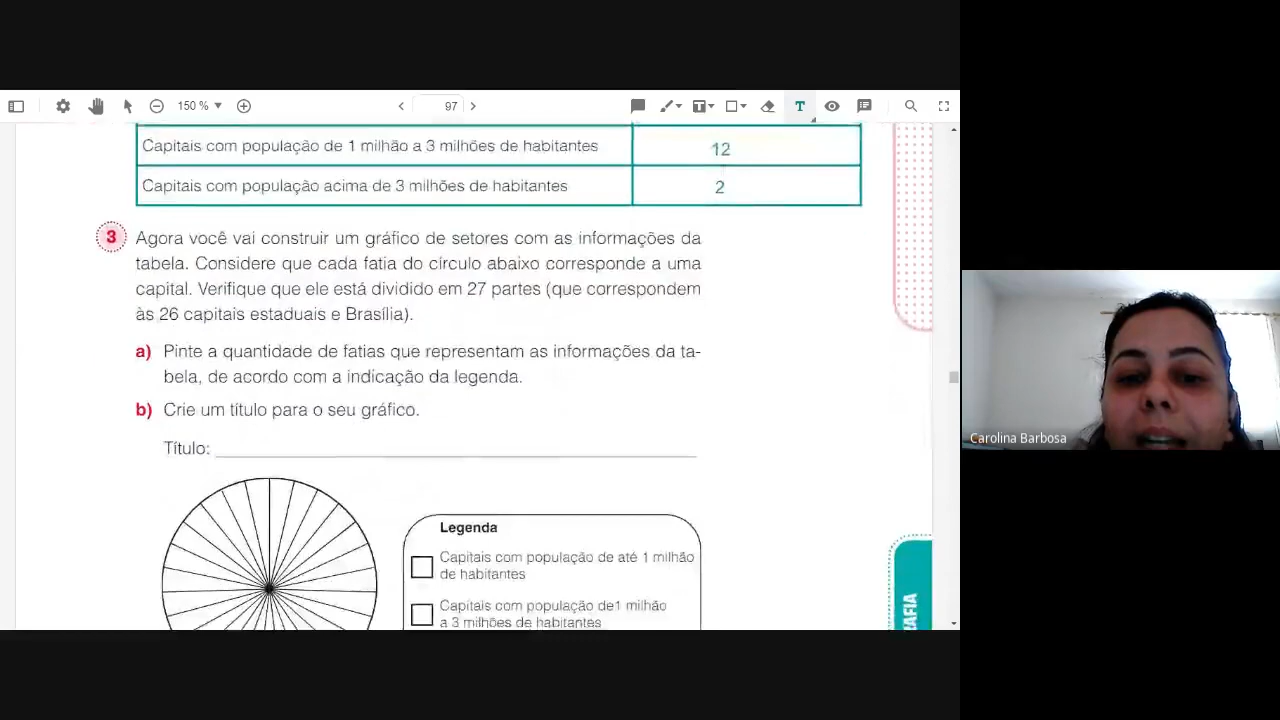 150 %
97
T
Capitais com população de 1 milhão a 3 milhões de habitantes 12
Capitais com população acima de 3 milhões de habitantes 2
3 Agora você vai construir um gráfico de setores com as informações da
tabela. Considere que cada fatia do círculo abaixo corresponde a uma
capital. Verifique que ele está dividido em 27 partes (que correspondem
às 26 capitais estaduais e Brasília).
a) Pinte a quantidade de fatias que representam as informações da ta-
bela, de acordo com a indicação da legenda.
b) Crie um título para o seu gráfico.
Título:
Legenda
Capitais com população de até 1 milhão
de habitantes
Capitais com população de1 milhão
a 3 milhões de habitantes
AFIA
Carolina Barbosa